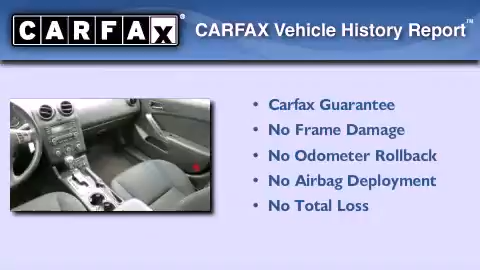 CARFAX® CARFAX Vehicle History Report™
• Carfax Guarantee
• No Frame Damage
• No Odometer Rollback
• No Airbag Deployment
• No Total Loss